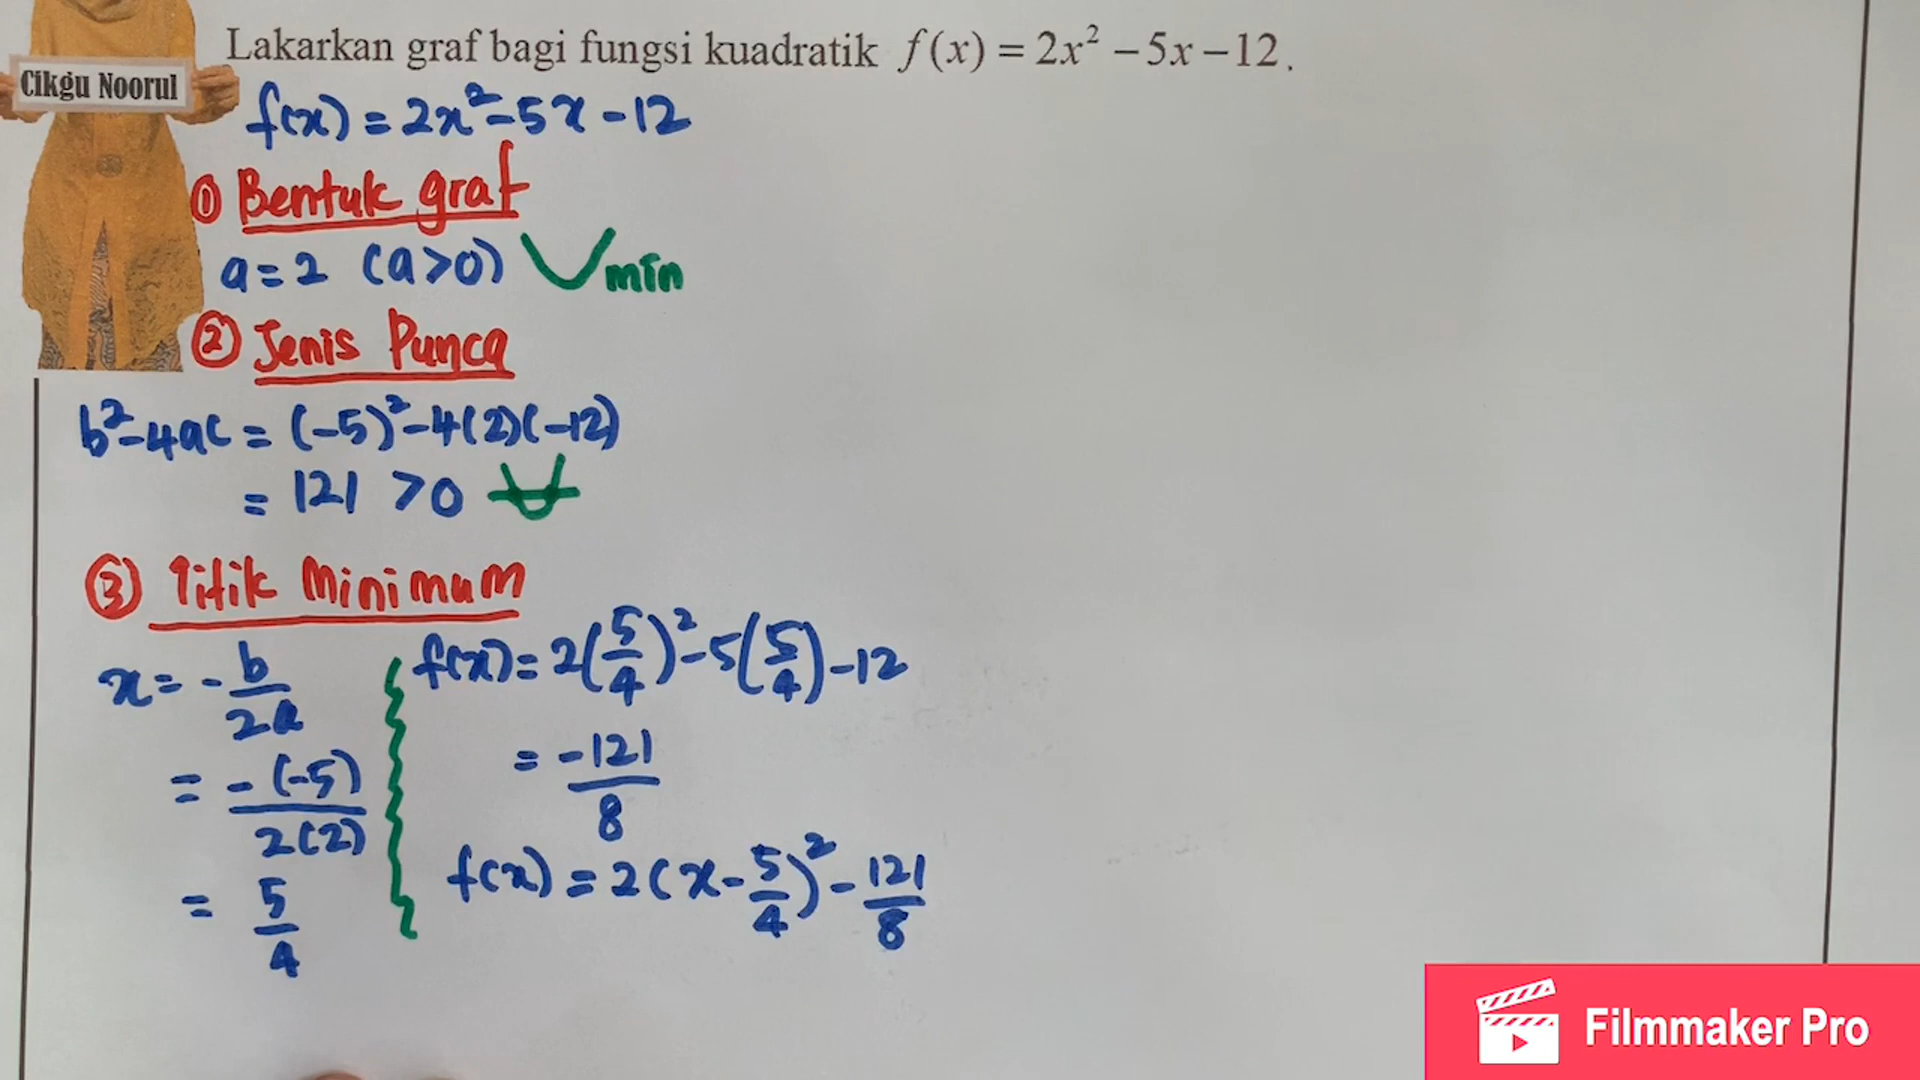 Lakarkan graf bagi fungsi kuadratik f(x) = 2x² – 5x – 12.
Cikgu Noorul
f(x) = 2x² – 5x – 12
① Bentuk graf
a = 2 (a > 0) min
② Jenis Punca
b² – 4ac = (–5)² – 4(2)(–12)
= 121 > 0
③ Titik Minimum
x = – b/2a
= –(–5)/2(2)
= 5/4
f(x) = 2(5/4)² – 5(5/4) – 12
= –121/8
f(x) = 2(x – 5/4)² – 121/8
Filmmaker Pro